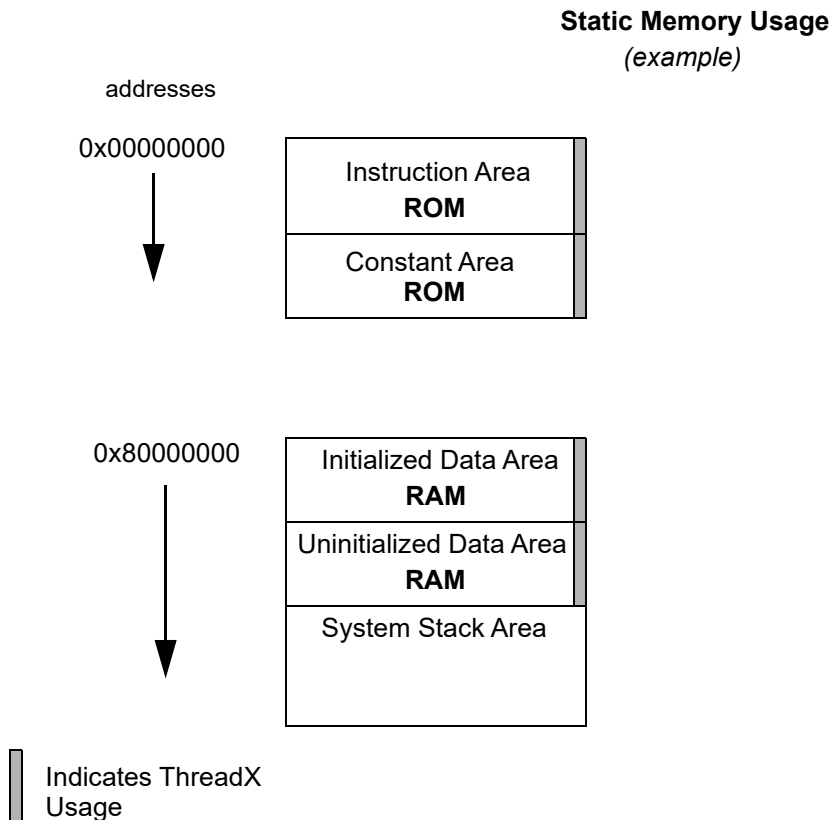 Static Memory Usage
(example)
addresses
0x00000000
Instruction Area
ROM
Constant Area
ROM
0x80000000
Initialized Data Area
RAM
Uninitialized Data Area
RAM
System Stack Area
Indicates ThreadX
Usage